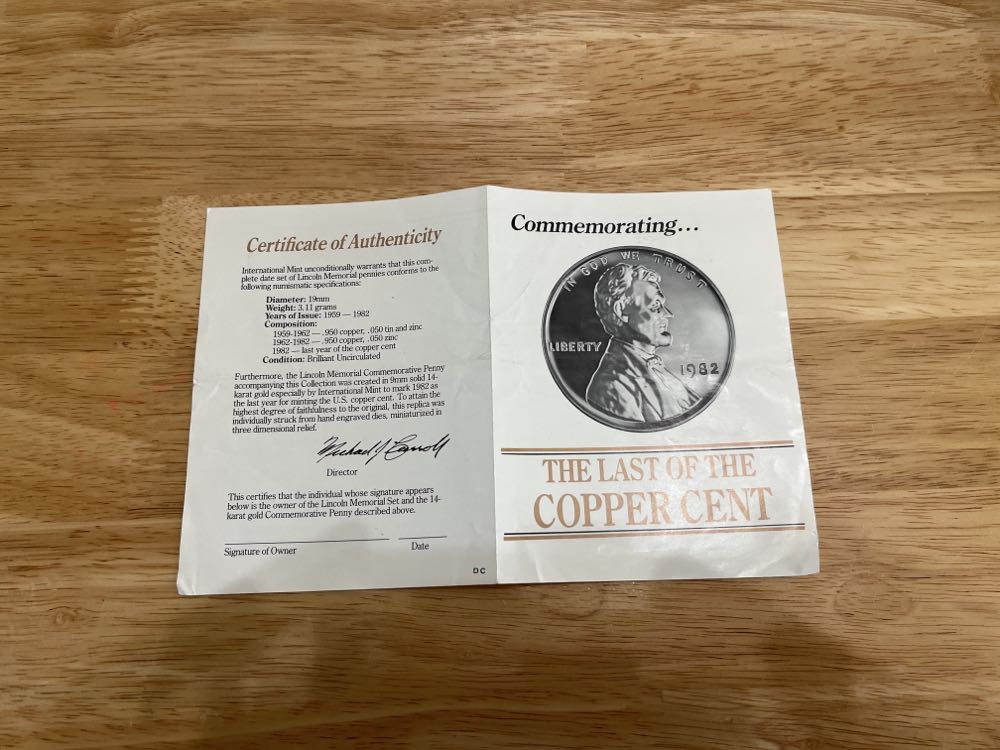 Certificate of Authenticity
International Mint unconditionally warrants that this com-
plete date set of Lincoln Memorial pennies conforms to the
following numismatic specifications:
Diameter: 19mm
Weight: 3.11 grams
Years of Issue: 1959 — 1982
Composition:
1959-1962 — .950 copper, .050 tin and zinc
1962-1982 — .950 copper, .050 zinc
1982 — last year of the copper cent
Condition: Brilliant Uncirculated
Furthermore, the Lincoln Memorial Commemorative Penny
accompanying this Collection was created in 9mm solid 14-
karat gold especially by International Mint to mark 1982 as
the last year for minting the U.S. copper cent. To attain the
highest degree of faithfulness to the original, this replica was
individually struck from hand engraved dies, miniaturized in
three dimensional relief.
Michael J Carroll
Director
This certifies that the individual whose signature appears
below is the owner of the Lincoln Memorial Set and the 14-
karat gold Commemorative Penny described above.
Signature of Owner Date
DC
Commemorating...
IN GOD WE TRUST
LIBERTY
1982
THE LAST OF THE
COPPER CENT